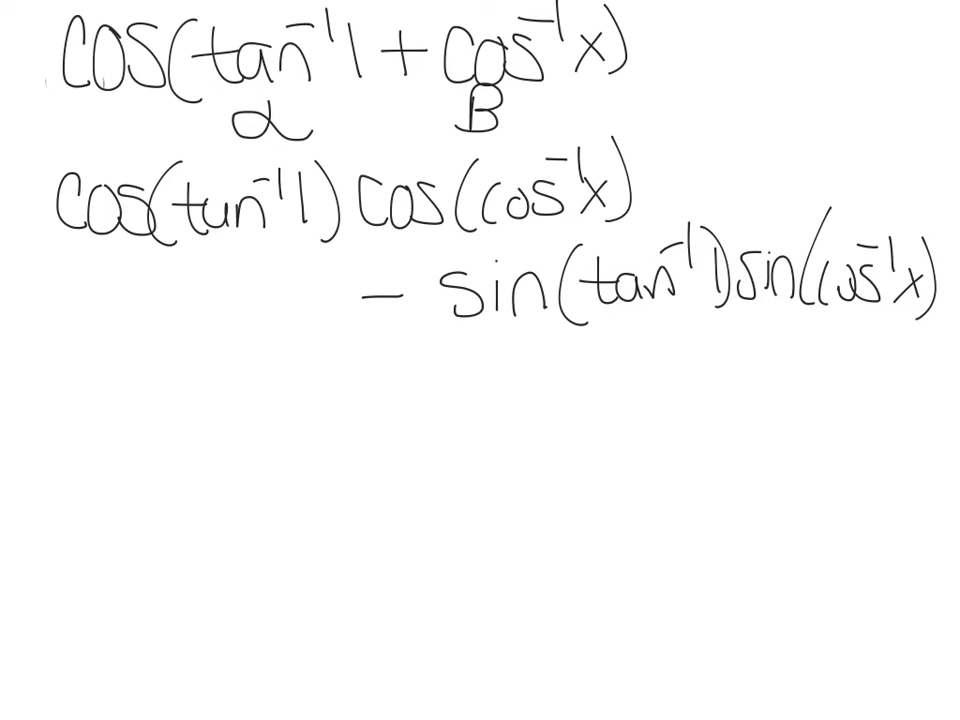 cos(tan⁻¹1 + cos⁻¹x)
α β
cos(tan⁻¹1) cos(cos⁻¹x)
− sin(tan⁻¹1) sin(cos⁻¹x)